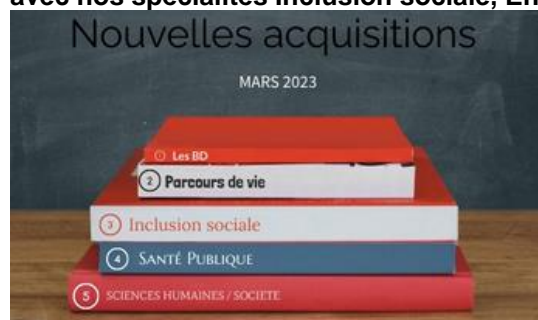 avec nos spécialités Inclusion sociale, En
Nouvelles acquisitions
MARS 2023
1 Les BD
2 Parcours de vie
3 Inclusion sociale
4 SANTÉ PUBLIQUE
5 SCIENCES HUMAINES / SOCIETE